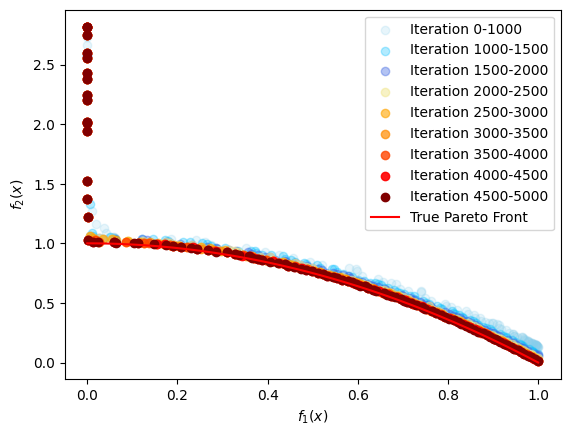 Iteration 0-1000
Iteration 1000-1500
Iteration 1500-2000
Iteration 2000-2500
Iteration 2500-3000
Iteration 3000-3500
Iteration 3500-4000
Iteration 4000-4500
Iteration 4500-5000
True Pareto Front
f₂(x)
2.5
2.0
1.5
1.0
0.5
0.0
0.0 0.2 0.4 0.6 0.8 1.0
f₁(x)